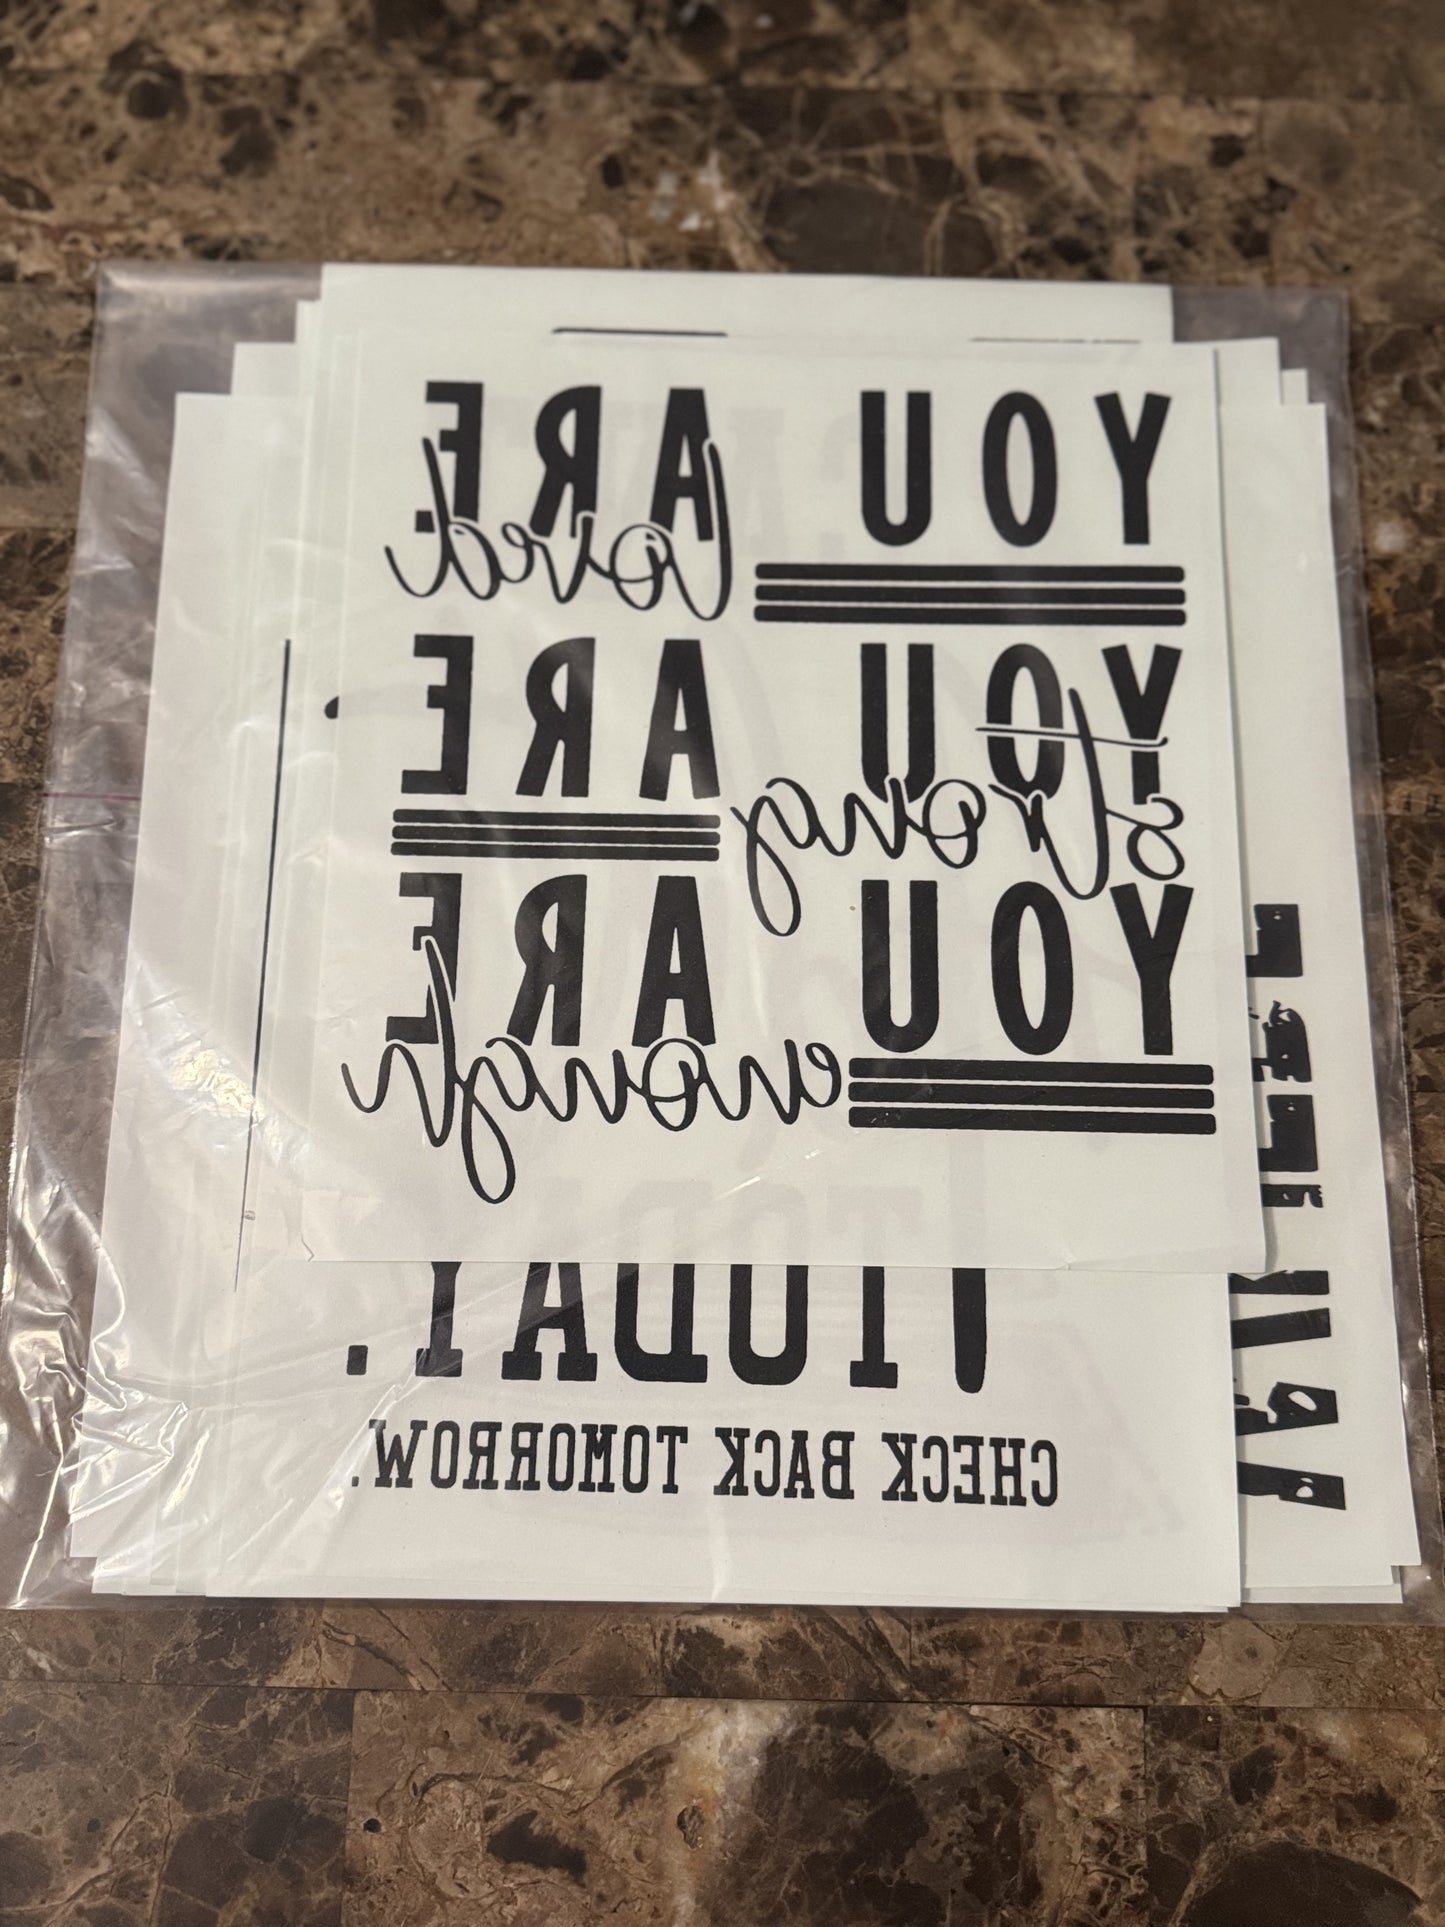 YOU ARE
loved.
YOU ARE
strong
YOU ARE
enough
TODAY.
CHECK BACK TOMORROW.